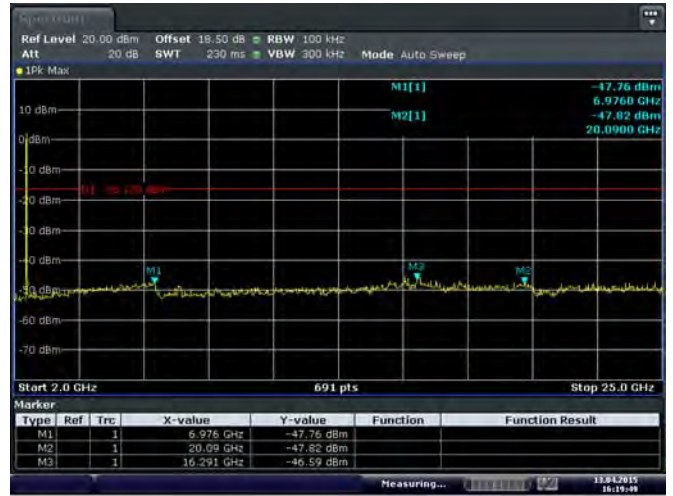 Spectrum
Ref Level 20.00 dBm Offset 18.50 dB RBW 100 kHz
Att 20 dB SWT 230 ms VBW 300 kHz Mode Auto Sweep
1Pk Max
M1[1] -47.76 dBm
6.9760 GHz
M2[1] -47.82 dBm
20.0900 GHz
10 dBm
0 dBm
-10 dBm
D1
-20 dBm
-30 dBm
-40 dBm
M1 M3 M2
-50 dBm
-60 dBm
-70 dBm
Start 2.0 GHz 691 pts Stop 25.0 GHz
Marker
Type Ref Trc X-value Y-value Function Function Result
M1 1 6.976 GHz -47.76 dBm
M2 1 20.09 GHz -47.82 dBm
M3 1 16.291 GHz -46.59 dBm
Measuring... 13.04.2015
16:19:49